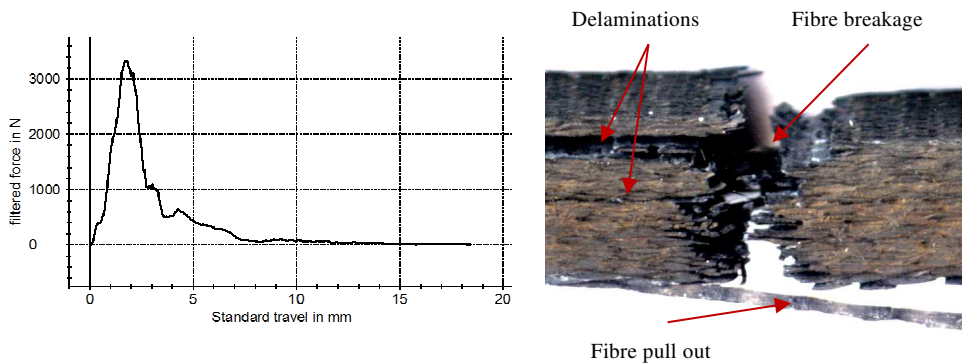 Delaminations
Fibre breakage
filtered force in N
3000
2000
1000
0
0
5
10
15
20
Standard travel in mm
Fibre pull out